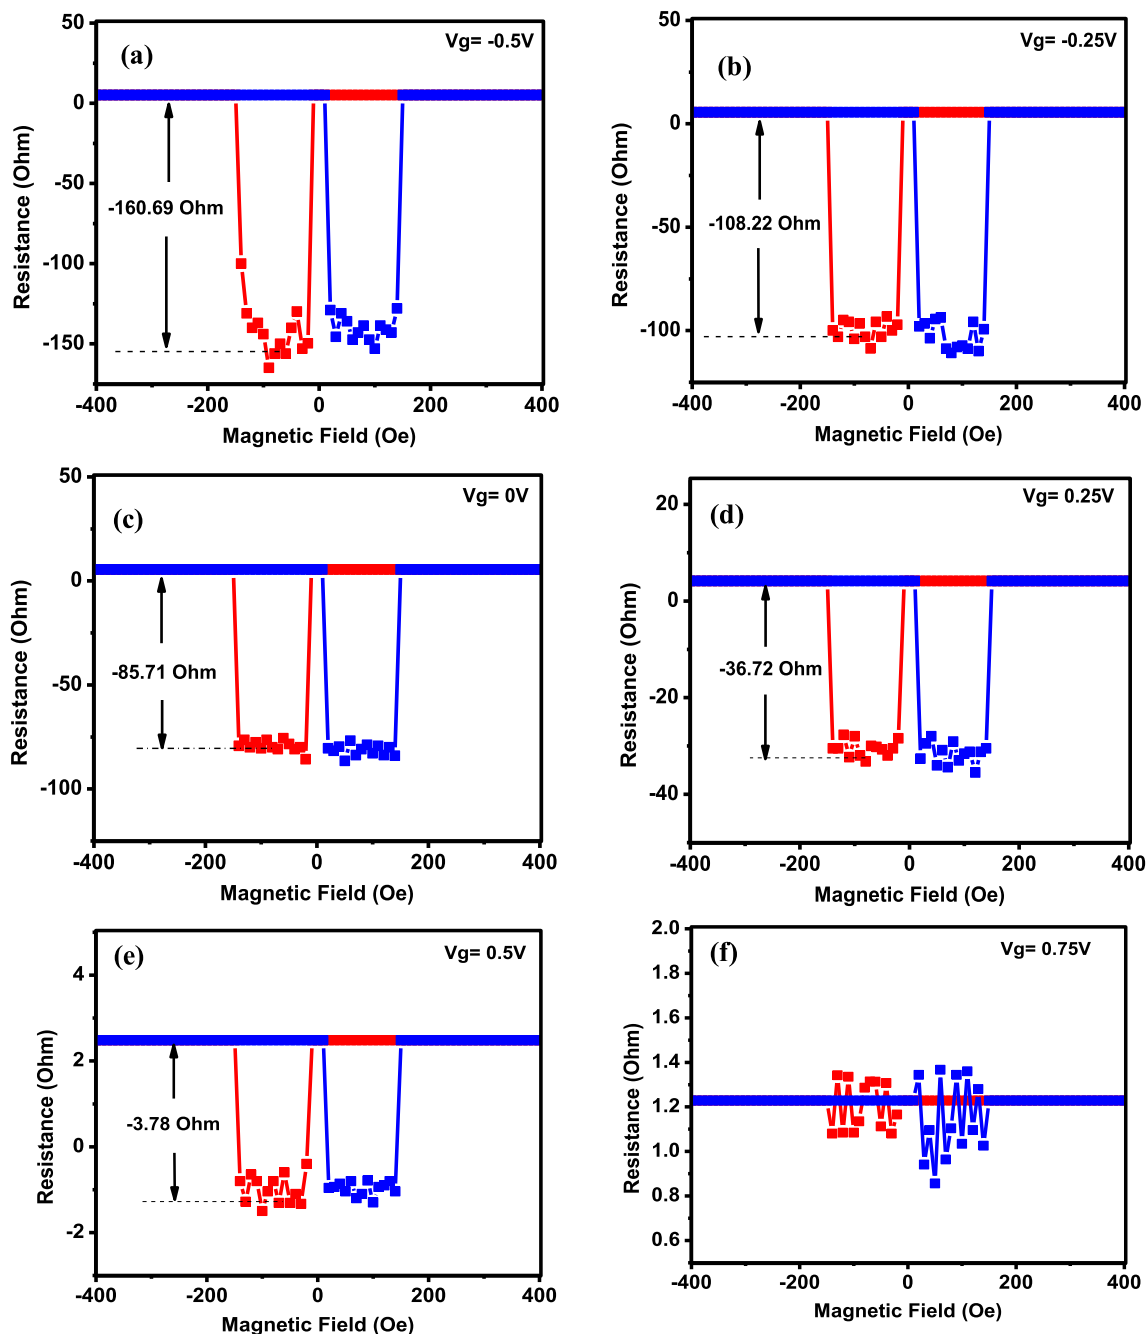 (a)
Vg= -0.5V
50
0
-50
-100
-150
-160.69 Ohm
Resistance (Ohm)
-400
-200
0
200
400
Magnetic Field (Oe)
(b)
Vg= -0.25V
50
0
-50
-100
-108.22 Ohm
Resistance (Ohm)
-400
-200
0
200
400
Magnetic Field (Oe)
(c)
Vg= 0V
50
0
-50
-100
-85.71 Ohm
Resistance (Ohm)
-400
-200
0
200
400
Magnetic Field (Oe)
(d)
Vg= 0.25V
20
0
-20
-40
-36.72 Ohm
Resistance (Ohm)
-400
-200
0
200
400
Magnetic Field (Oe)
(e)
Vg= 0.5V
4
2
0
-2
-3.78 Ohm
Resistance (Ohm)
-400
-200
0
200
400
Magnetic Field (Oe)
(f)
Vg= 0.75V
2.0
1.8
1.6
1.4
1.2
1.0
0.8
0.6
Resistance (Ohm)
-400
-200
0
200
400
Magnetic Field (Oe)